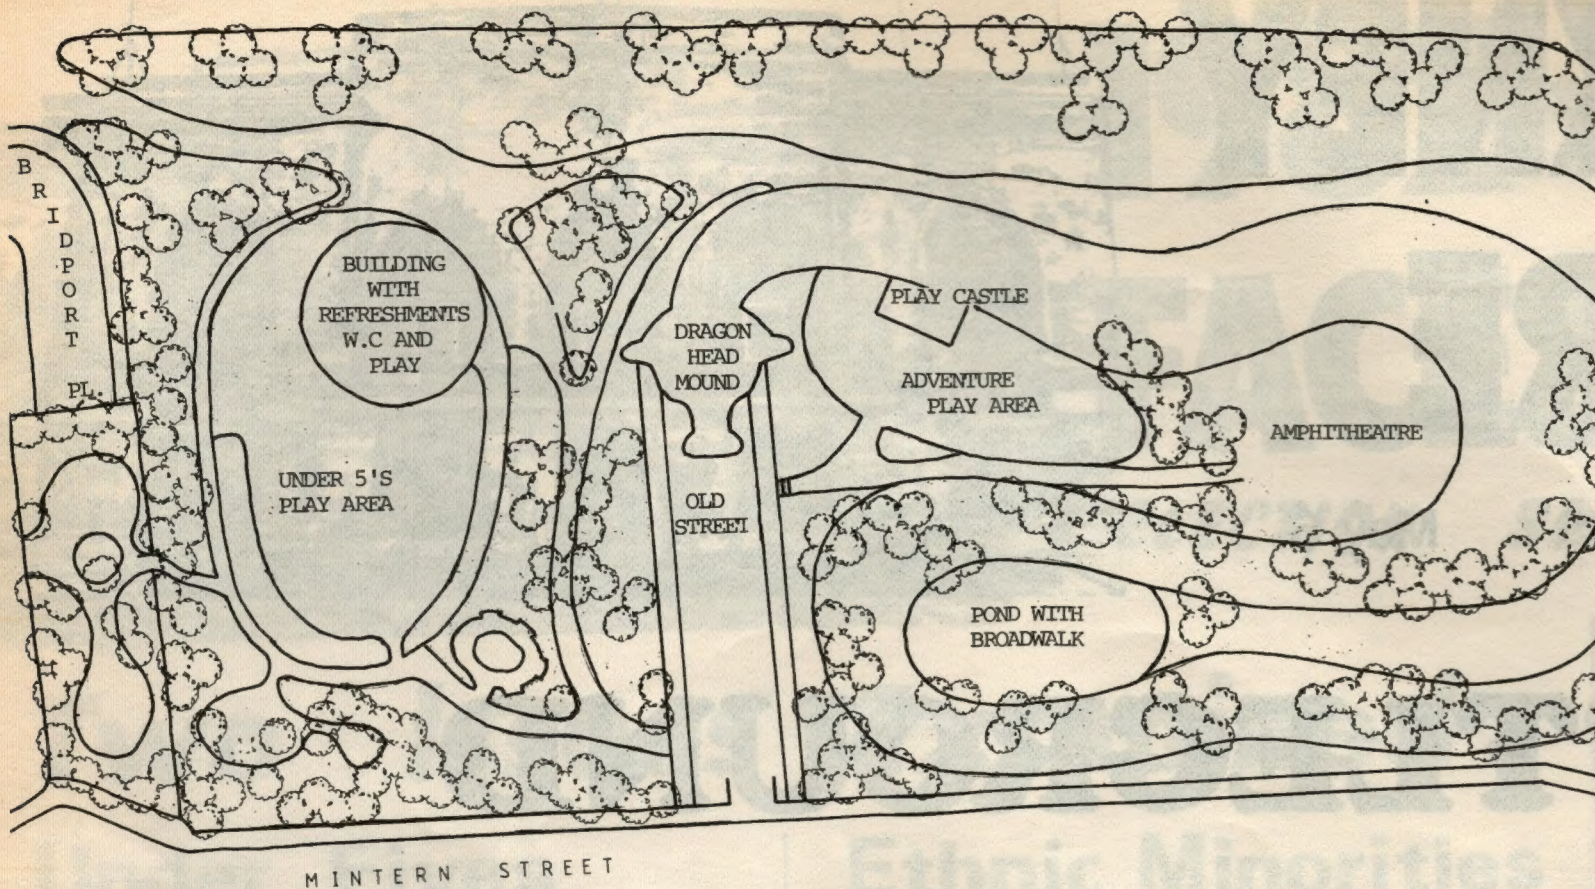 BRIDPORT PL.
BUILDING
WITH
REFRESHMENTS
W.C AND
PLAY
UNDER 5'S
PLAY AREA
DRAGON
HEAD
MOUND
OLD
STREET
PLAY CASTLE
ADVENTURE
PLAY AREA
AMPHITHEATRE
POND WITH
BROADWALK
MINTERN STREET
Ethnic Minorities